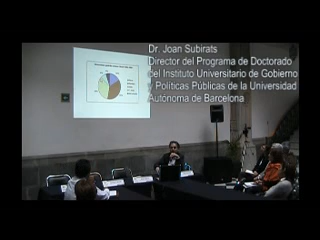 Dr. Joan Subirats
Director del Programa de Doctorado
del Instituto Universitario de Gobierno
y Políticas Públicas de la Universidad
Autónoma de Barcelona